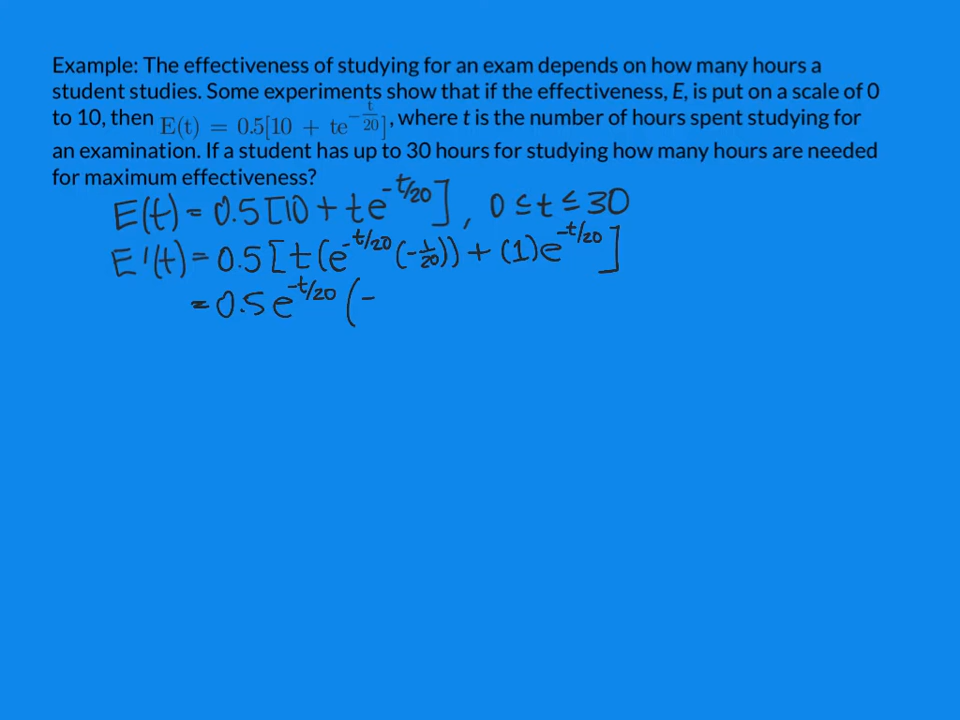 Example: The effectiveness of studying for an exam depends on how many hours a
student studies. Some experiments show that if the effectiveness, E, is put on a scale of 0
to 10, then E(t) = 0.5[10 + te^{-t/20}], where t is the number of hours spent studying for
an examination. If a student has up to 30 hours for studying how many hours are needed
for maximum effectiveness?
E(t) = 0.5[10 + te^{-t/20}], 0 ≤ t ≤ 30
E'(t) = 0.5[t(e^{-t/20}(-1/20)) + (1)e^{-t/20}]
= 0.5e^{-t/20}(-